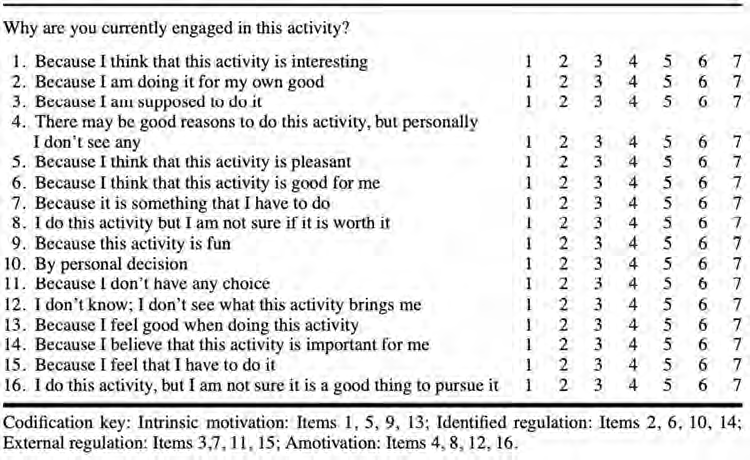 Why are you currently engaged in this activity?
1. Because I think that this activity is interesting 1 2 3 4 5 6 7
2. Because I am doing it for my own good 1 2 3 4 5 6 7
3. Because I am supposed to do it 1 2 3 4 5 6 7
4. There may be good reasons to do this activity, but personally
I don't see any 1 2 3 4 5 6 7
5. Because I think that this activity is pleasant 1 2 3 4 5 6 7
6. Because I think that this activity is good for me 1 2 3 4 5 6 7
7. Because it is something that I have to do 1 2 3 4 5 6 7
8. I do this activity but I am not sure if it is worth it 1 2 3 4 5 6 7
9. Because this activity is fun 1 2 3 4 5 6 7
10. By personal decision 1 2 3 4 5 6 7
11. Because I don't have any choice 1 2 3 4 5 6 7
12. I don't know; I don't see what this activity brings me 1 2 3 4 5 6 7
13. Because I feel good when doing this activity 1 2 3 4 5 6 7
14. Because I believe that this activity is important for me 1 2 3 4 5 6 7
15. Because I feel that I have to do it 1 2 3 4 5 6 7
16. I do this activity, but I am not sure it is a good thing to pursue it 1 2 3 4 5 6 7
Codification key: Intrinsic motivation: Items 1, 5, 9, 13; Identified regulation: Items 2, 6, 10, 14;
External regulation: Items 3,7, 11, 15; Amotivation: Items 4, 8, 12, 16.